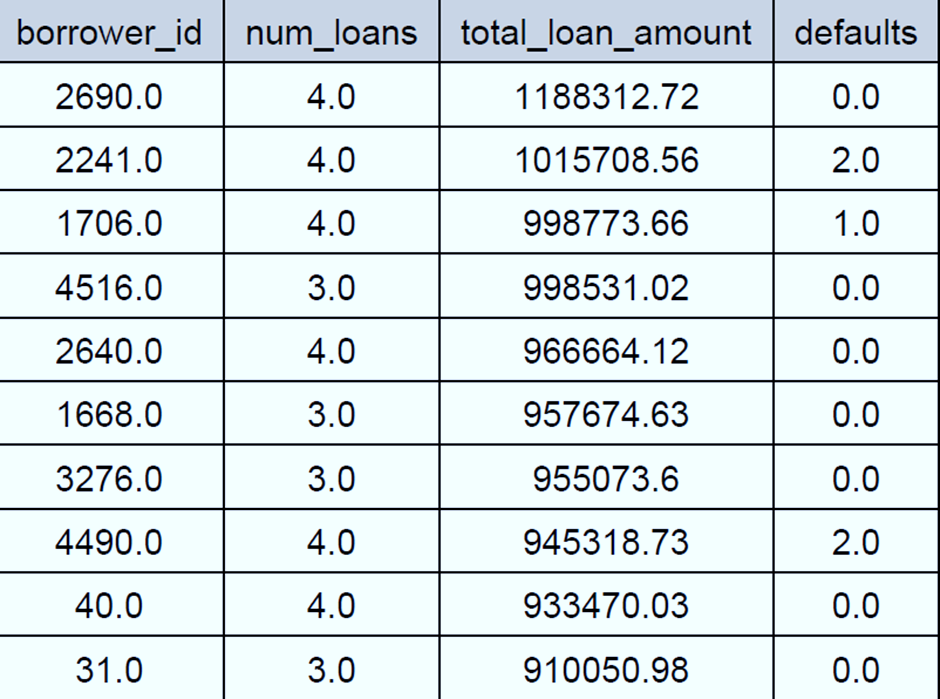 borrower_id num_loans total_loan_amount defaults
2690.0 4.0 1188312.72 0.0
2241.0 4.0 1015708.56 2.0
1706.0 4.0 998773.66 1.0
4516.0 3.0 998531.02 0.0
2640.0 4.0 966664.12 0.0
1668.0 3.0 957674.63 0.0
3276.0 3.0 955073.6 0.0
4490.0 4.0 945318.73 2.0
40.0 4.0 933470.03 0.0
31.0 3.0 910050.98 0.0